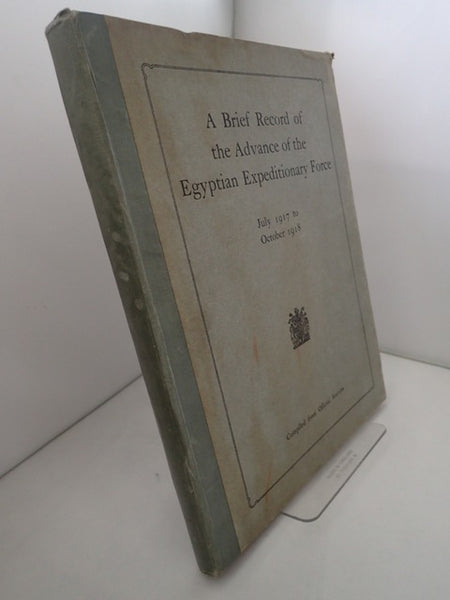 A Brief Record of
the Advance of the
Egyptian Expeditionary Force
July 1917 to
October 1918
Compiled from Official Sources